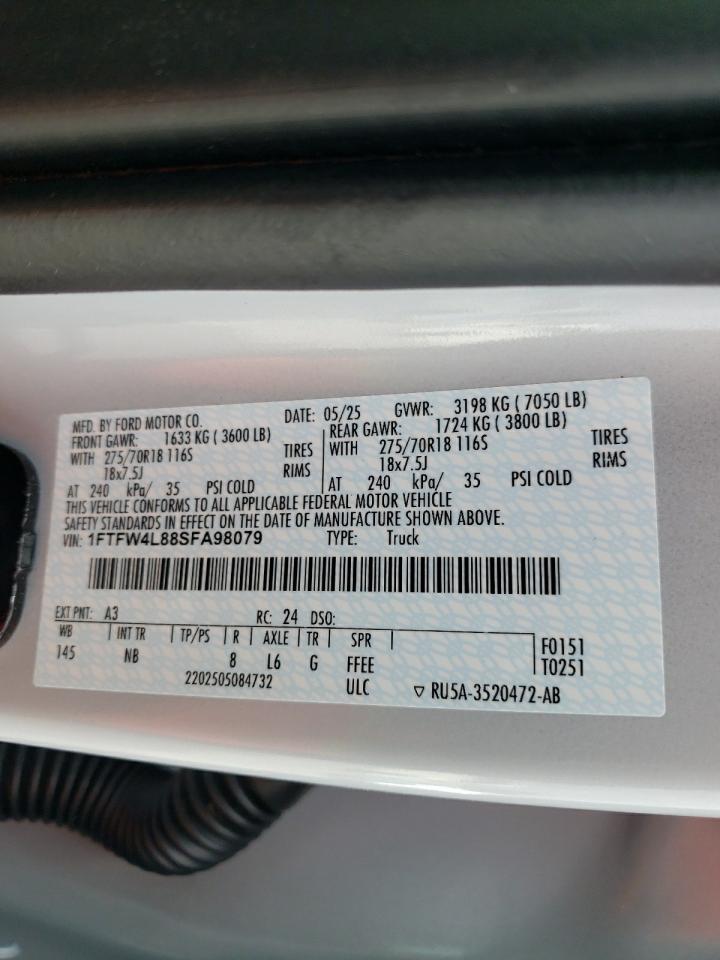 MFD. BY FORD MOTOR CO. DATE: 05/25 GVWR: 3198 KG ( 7050 LB)
FRONT GAWR: 1633 KG ( 3600 LB) REAR GAWR: 1724 KG ( 3800 LB)
WITH 275/70R18 116S TIRES WITH 275/70R18 116S TIRES
18x7.5J RIMS 18x7.5J RIMS
AT 240 kPa/ 35 PSI COLD AT 240 kPa/ 35 PSI COLD
THIS VEHICLE CONFORMS TO ALL APPLICABLE FEDERAL MOTOR VEHICLE
SAFETY STANDARDS IN EFFECT ON THE DATE OF MANUFACTURE SHOWN ABOVE.
VIN: 1FTFW4L88SFA98079 TYPE: Truck
EXT PNT: A3 RC: 24 DSO:
WB INT TR TP/PS R AXLE TR SPR F0151
145 NB 8 L6 G FFEE T0251
2202505084732 ULC ▽ RU5A-3520472-AB